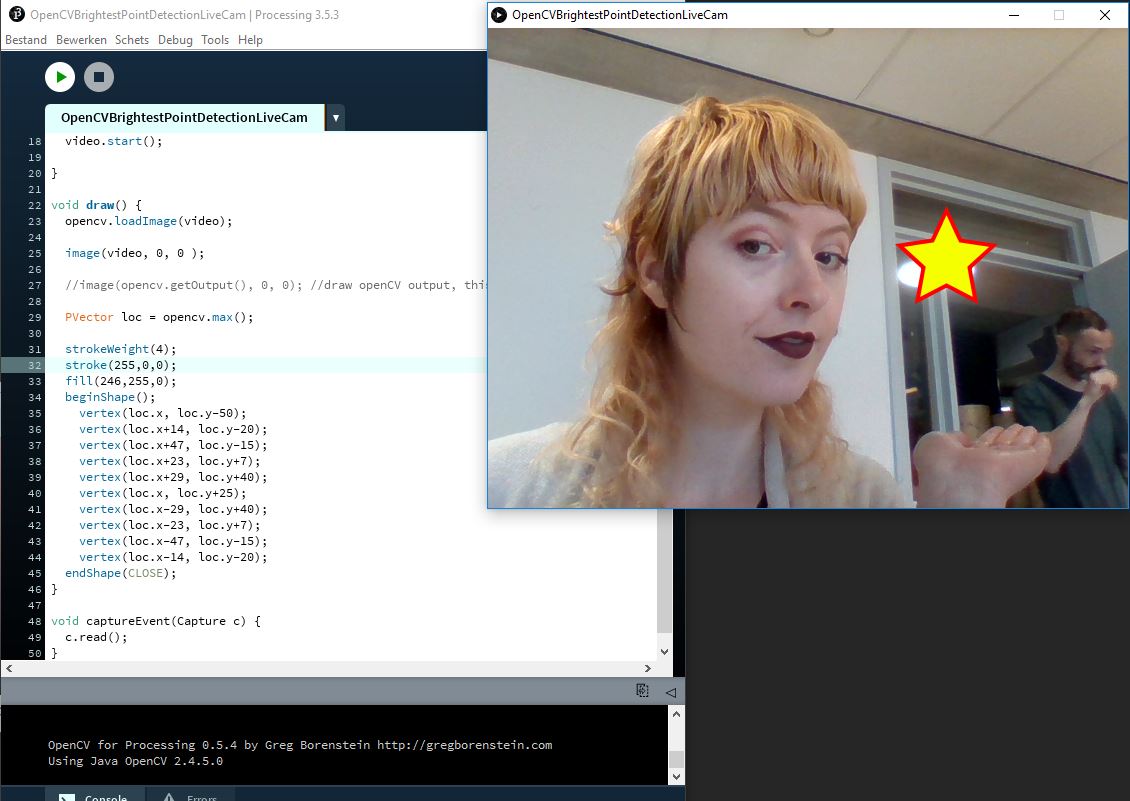 OpenCVBrightestPointDetectionLiveCam | Processing 3.5.3
Bestand Bewerken Schets Debug Tools Help
OpenCVBrightestPointDetectionLiveCam
18 video.start();
19
20 }
21
22 void draw() {
23 opencv.loadImage(video);
24
25 image(video, 0, 0 );
26
27 //image(opencv.getOutput(), 0, 0); //draw openCV output, this
28
29 PVector loc = opencv.max();
30
31 strokeWeight(4);
32 stroke(255,0,0);
33 fill(246,255,0);
34 beginShape();
35 vertex(loc.x, loc.y-50);
36 vertex(loc.x+14, loc.y-20);
37 vertex(loc.x+47, loc.y-15);
38 vertex(loc.x+23, loc.y+7);
39 vertex(loc.x+29, loc.y+40);
40 vertex(loc.x, loc.y+25);
41 vertex(loc.x-29, loc.y+40);
42 vertex(loc.x-23, loc.y+7);
43 vertex(loc.x-47, loc.y-15);
44 vertex(loc.x-14, loc.y-20);
45 endShape(CLOSE);
46 }
47
48 void captureEvent(Capture c) {
49 c.read();
50 }
OpenCV for Processing 0.5.4 by Greg Borenstein http://gregborenstein.com
Using Java OpenCV 2.4.5.0
Console Errors
OpenCVBrightestPointDetectionLiveCam